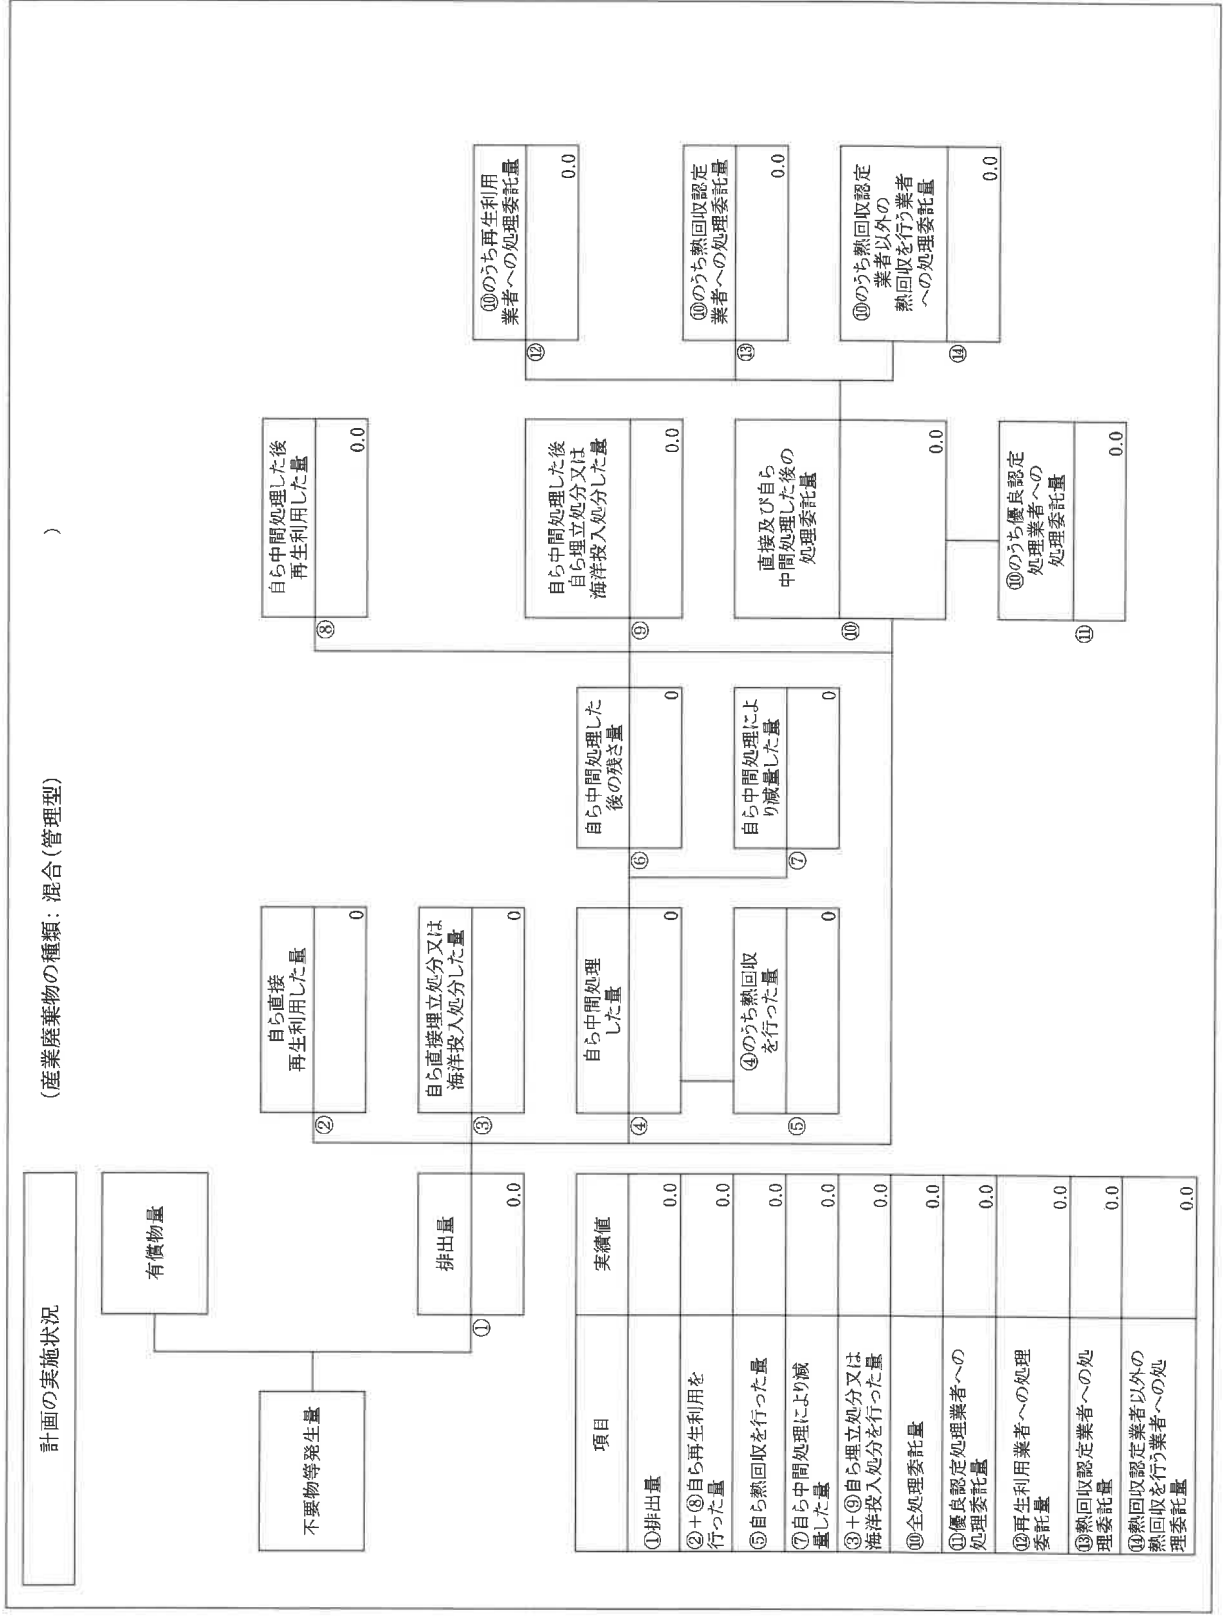 計画の実施状況
(産業廃棄物の種類: 混合(管理型)
)
不要物等発生量
有償物量
①
排出量
0.0
②
自ら直接
再生利用した量
0
③
自ら直接埋立処分又は
海洋投入処分した量
0
④
自ら中間処理
した量
0
⑤
④のうち熱回収
を行った量
0
⑥
自ら中間処理した
後の残さ量
0
⑦
自ら中間処理によ
り減量した量
0
⑧
自ら中間処理した後
再生利用した量
0.0
⑨
自ら中間処理した後
自ら埋立処分又は
海洋投入処分した量
0.0
⑩
直接及び自ら
中間処理した後の
処理委託量
0.0
⑪
⑩のうち優良認定
処理業者への
処理委託量
0.0
⑫
⑩のうち再生利用
業者への処理委託量
0.0
⑬
⑩のうち熱回収認定
業者への処理委託量
0.0
⑭
⑩のうち熱回収認定
業者以外の
熱回収を行う業者
への処理委託量
0.0
項目 実績値
①排出量 0.0
②+⑧自ら再生利用を
行った量 0.0
⑤自ら熱回収を行った量 0.0
⑦自ら中間処理により減
量した量 0.0
③+⑨自ら埋立処分又は
海洋投入処分を行った量 0.0
⑩全処理委託量 0.0
⑪優良認定処理業者への
処理委託量 0.0
⑫再生利用業者への処理
委託量 0.0
⑬熱回収認定業者への処
理委託量 0.0
⑭熱回収認定業者以外の
熱回収を行う業者への処
理委託量 0.0